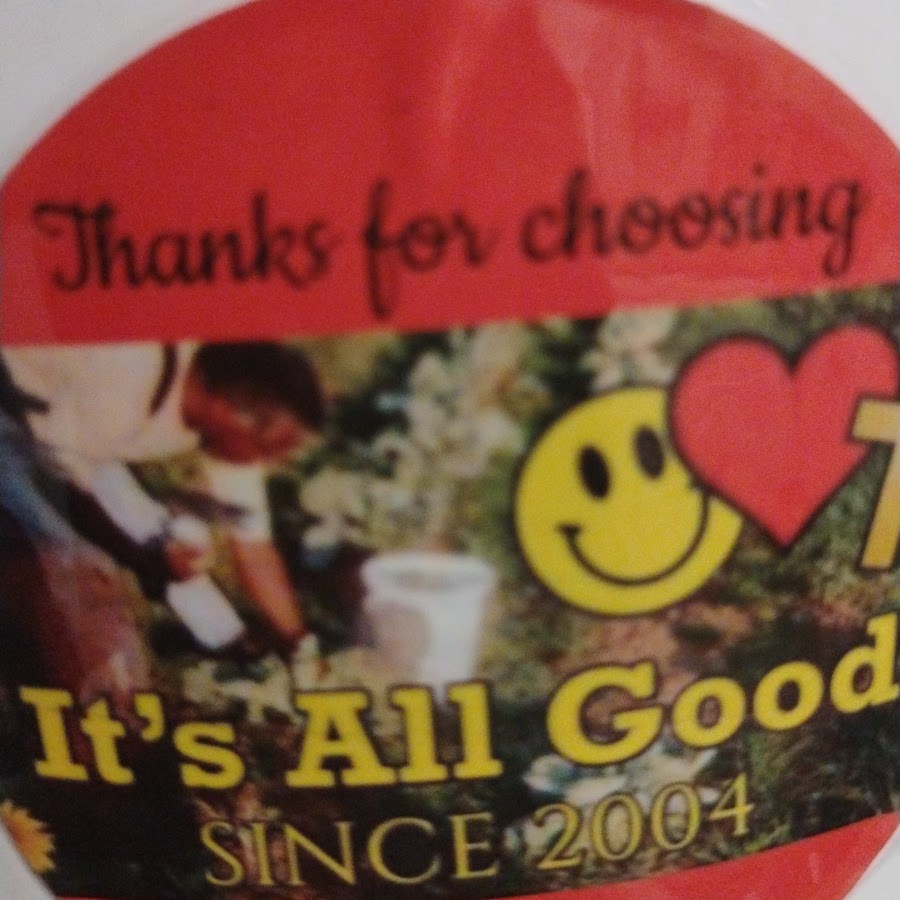 Thanks for choosing
T
It's All Good
SINCE 2004